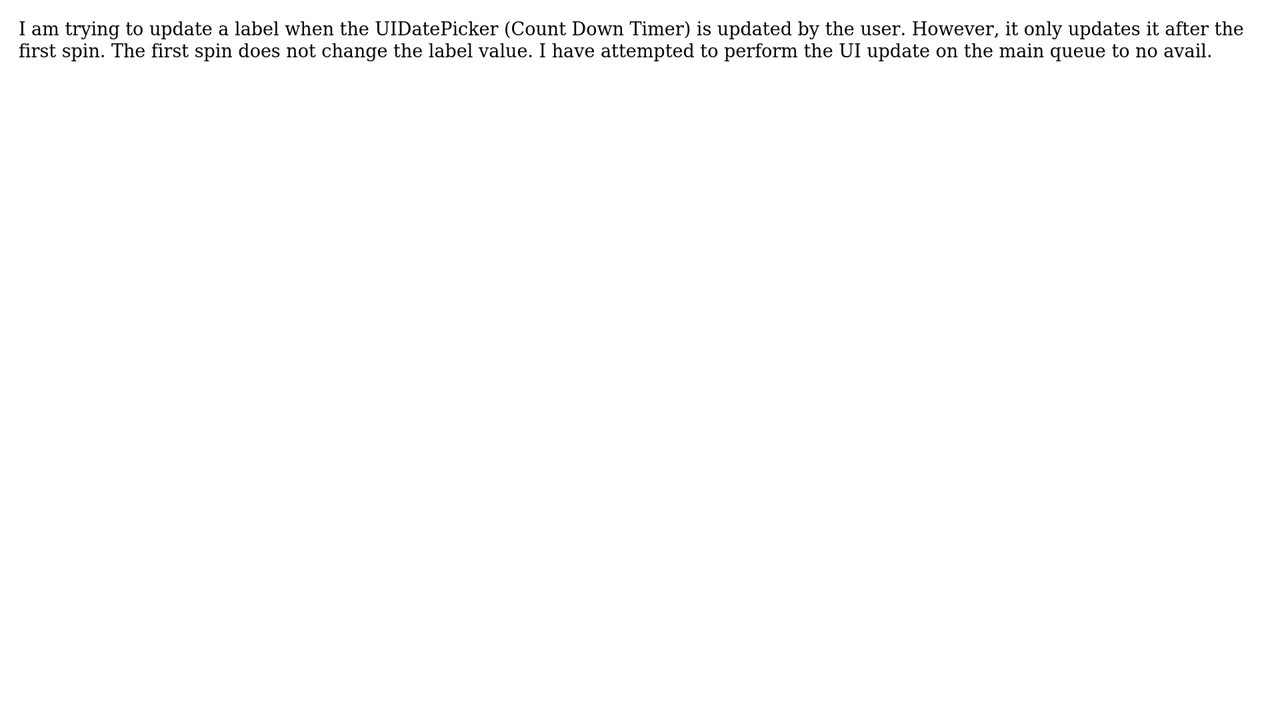 I am trying to update a label when the UIDatePicker (Count Down Timer) is updated by the user. However, it only updates it after the
first spin. The first spin does not change the label value. I have attempted to perform the UI update on the main queue to no avail.